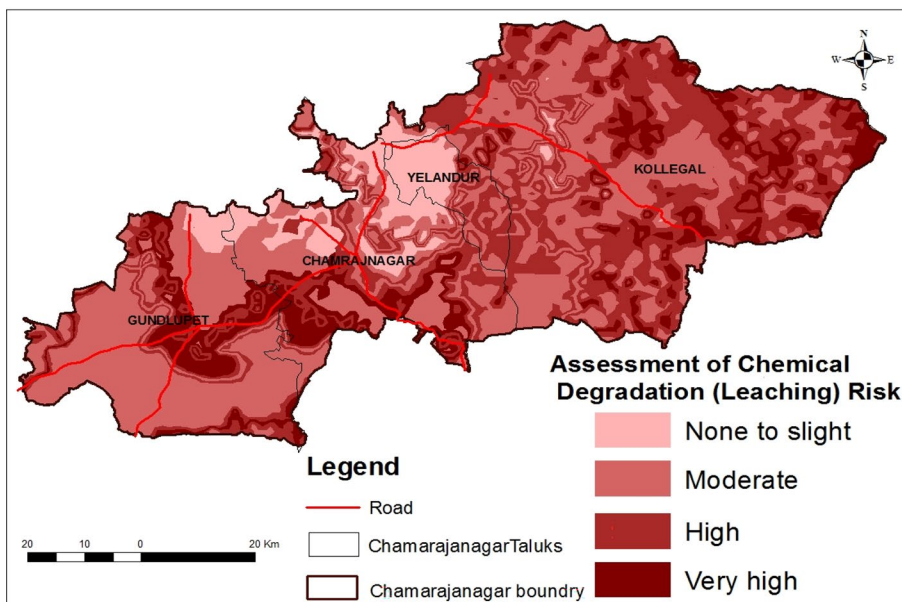 N
W E
S
YELANDUR
KOLLEGAL
CHAMRAJNAGAR
GUNDLUPET
Assessment of Chemical
Degradation (Leaching) Risk
None to slight
Moderate
High
Very high
Legend
Road
ChamarajanagarTaluks
Chamarajanagar boundry
20 10 0 20 Km